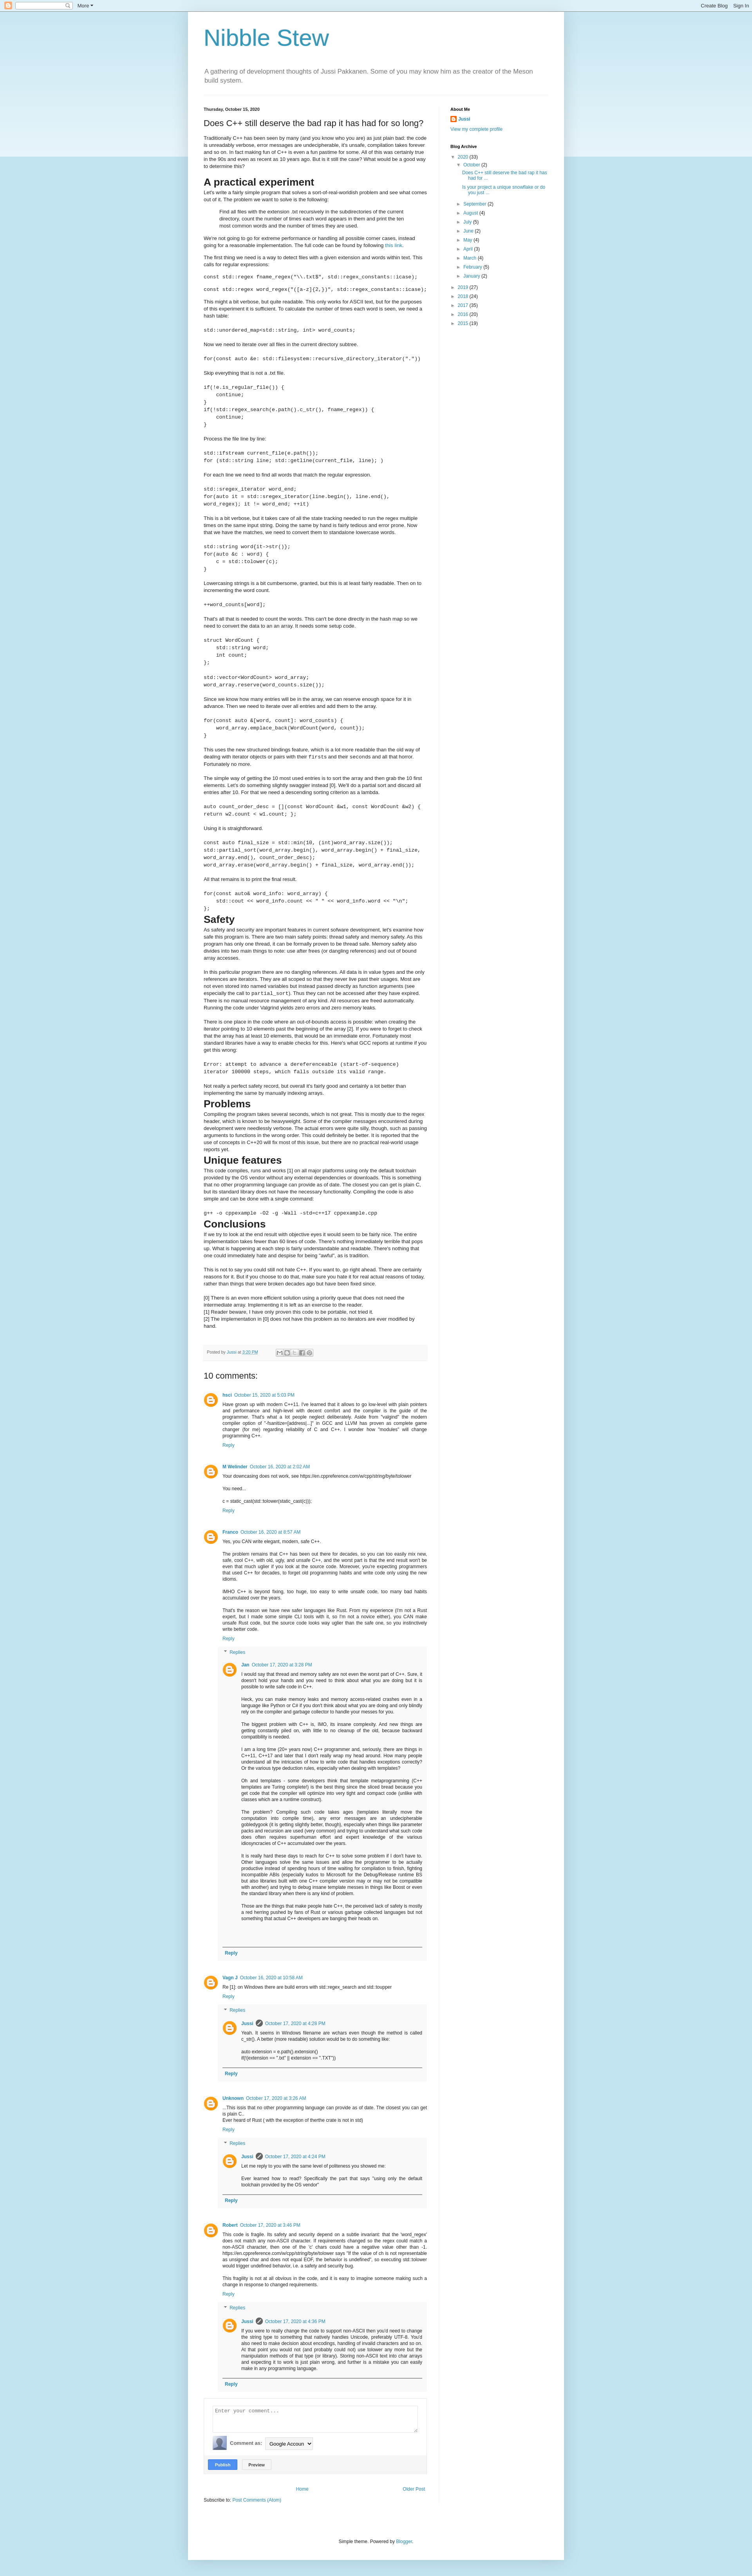 More
Create Blog Sign In
Nibble Stew
A gathering of development thoughts of Jussi Pakkanen. Some of you may know him as the creator of the Meson
build system.
Thursday, October 15, 2020
Does C++ still deserve the bad rap it has had for so long?
Traditionally C++ has been seen by many (and you know who you are) as just plain bad: the code
is unreadably verbose, error messages are undecipherable, it's unsafe, compilation takes forever
and so on. In fact making fun of C++ is even a fun pastime for some. All of this was certainly true
in the 90s and even as recent as 10 years ago. But is it still the case? What would be a good way
to determine this?
A practical experiment
Let's write a fairly simple program that solves a sort-of-real-worldish problem and see what comes
out of it. The problem we want to solve is the following:
Find all files with the extension .txt recursively in the subdirectories of the current
directory, count the number of times each word appears in them and print the ten
most common words and the number of times they are used.
We're not going to go for extreme performance or handling all possible corner cases, instead
going for a reasonable implementation. The full code can be found by following this link.
The first thing we need is a way to detect files with a given extension and words within text. This
calls for regular expressions:
const std::regex fname_regex("\\.txt$", std::regex_constants::icase);
const std::regex word_regex("([a-z]{2,})", std::regex_constants::icase);
This might a bit verbose, but quite readable. This only works for ASCII text, but for the purposes
of this experiment it is sufficient. To calculate the number of times each word is seen, we need a
hash table:
std::unordered_map<std::string, int> word_counts;
Now we need to iterate over all files in the current directory subtree.
for(const auto &e: std::filesystem::recursive_directory_iterator("."))
Skip everything that is not a .txt file.
if(!e.is_regular_file()) {
continue;
}
if(!std::regex_search(e.path().c_str(), fname_regex)) {
continue;
}
Process the file line by line:
std::ifstream current_file(e.path());
for (std::string line; std::getline(current_file, line); )
For each line we need to find all words that match the regular expression.
std::sregex_iterator word_end;
for(auto it = std::sregex_iterator(line.begin(), line.end(),
word_regex); it != word_end; ++it)
This is a bit verbose, but it takes care of all the state tracking needed to run the regex multiple
times on the same input string. Doing the same by hand is fairly tedious and error prone. Now
that we have the matches, we need to convert them to standalone lowercase words.
std::string word{it->str()};
for(auto &c : word) {
c = std::tolower(c);
}
Lowercasing strings is a bit cumbersome, granted, but this is at least fairly readable. Then on to
incrementing the word count.
++word_counts[word];
That's all that is needed to count the words. This can't be done directly in the hash map so we
need to convert the data to an an array. It needs some setup code.
struct WordCount {
std::string word;
int count;
};
std::vector<WordCount> word_array;
word_array.reserve(word_counts.size());
Since we know how many entries will be in the array, we can reserve enough space for it in
advance. Then we need to iterate over all entries and add them to the array.
for(const auto &[word, count]: word_counts) {
word_array.emplace_back(WordCount{word, count});
}
This uses the new structured bindings feature, which is a lot more readable than the old way of
dealing with iterator objects or pairs with their firsts and their seconds and all that horror.
Fortunately no more.
The simple way of getting the 10 most used entries is to sort the array and then grab the 10 first
elements. Let's do something slightly swaggier instead [0]. We'll do a partial sort and discard all
entries after 10. For that we need a descending sorting criterion as a lambda.
auto count_order_desc = [](const WordCount &w1, const WordCount &w2) {
return w2.count < w1.count; };
Using it is straightforward.
const auto final_size = std::min(10, (int)word_array.size());
std::partial_sort(word_array.begin(), word_array.begin() + final_size,
word_array.end(), count_order_desc);
word_array.erase(word_array.begin() + final_size, word_array.end());
All that remains is to print the final result.
for(const auto& word_info: word_array) {
std::cout << word_info.count << " " << word_info.word << "\n";
};
Safety
As safety and security are important features in current sofware development, let's examine how
safe this program is. There are two main safety points: thread safety and memory safety. As this
program has only one thread, it can be formally proven to be thread safe. Memory safety also
divides into two main things to note: use after frees (or dangling references) and out of bound
array accesses.
In this particular program there are no dangling references. All data is in value types and the only
references are iterators. They are all scoped so that they never live past their usages. Most are
not even stored into named variables but instead passed directly as function arguments (see
especially the call to partial_sort). Thus they can not be accessed after they have expired.
There is no manual resource management of any kind. All resources are freed automatically.
Running the code under Valgrind yields zero errors and zero memory leaks.
There is one place in the code where an out-of-bounds access is possible: when creating the
iterator pointing to 10 elements past the beginning of the array [2]. If you were to forget to check
that the array has at least 10 elements, that would be an immediate error. Fortunately most
standard libraries have a way to enable checks for this. Here's what GCC reports at runtime if you
get this wrong:
Error: attempt to advance a dereferenceable (start-of-sequence)
iterator 100000 steps, which falls outside its valid range.
Not really a perfect safety record, but overall it's fairly good and certainly a lot better than
implementing the same by manually indexing arrays.
Problems
Compiling the program takes several seconds, which is not great. This is mostly due to the regex
header, which is known to be heavyweight. Some of the compiler messages encountered during
development were needlessly verbose. The actual errors were quite silly, though, such as passing
arguments to functions in the wrong order. This could definitely be better. It is reported that the
use of concepts in C++20 will fix most of this issue, but there are no practical real-world usage
reports yet.
Unique features
This code compiles, runs and works [1] on all major platforms using only the default toolchain
provided by the OS vendor without any external dependencies or downloads. This is something
that no other programming language can provide as of date. The closest you can get is plain C,
but its standard library does not have the necessary functionality. Compiling the code is also
simple and can be done with a single command:
g++ -o cppexample -O2 -g -Wall -std=c++17 cppexample.cpp
Conclusions
If we try to look at the end result with objective eyes it would seem to be fairly nice. The entire
implementation takes fewer than 60 lines of code. There's nothing immediately terrible that pops
up. What is happening at each step is fairly understandable and readable. There's nothing that
one could immediately hate and despise for being "awful", as is tradition.
This is not to say you could still not hate C++. If you want to, go right ahead. There are certainly
reasons for it. But if you choose to do that, make sure you hate it for real actual reasons of today,
rather than things that were broken decades ago but have been fixed since.
[0] There is an even more efficient solution using a priority queue that does not need the
intermediate array. Implementing it is left as an exercise to the reader.
[1] Reader beware, I have only proven this code to be portable, not tried it.
[2] The implementation in [0] does not have this problem as no iterators are ever modified by
hand.
Posted by Jussi at 3:20 PM
10 comments:
hact October 15, 2020 at 5:03 PM
Have grown up with modern C++11. I've learned that it allows to go low-level with plain pointers
and maximum performance or high-level with decent comfort and the compiler is the guide of the
programmer. That's what a lot people neglect deliberately. Aside from "valgrind" the modern
compiler option of "-fsanitize=[address|...]" in GCC and LLVM has proven as game changer (and
enemy for me) regarding reliability of C and C++. I wonder how "modules" will change
programming C++.
Reply
M Welinder October 16, 2020 at 2:02 AM
Your downcasing does not work, see https://en.cppreference.com/w/cpp/string/byte/tolower
You need...
c = static_cast(std::tolower(static_cast(c)));
Reply
Franco October 16, 2020 at 8:57 AM
Yes, you CAN write elegant, modern, safe C++.
The problem remains that C++ has been out there for decades, so you can too easily mix new,
safe, cool C++, with old, ugly, and unsafe C++, and the worst part is that the end result won't be
even that much uglier if you look at the source code. Moreover, you're expecting programmers
that used C++ for decades, to forget old programming habits and write code only using the new
idioms.
IMHO C++ is beyond fixing, too huge, too easy to write unsafe code, too many bad habits
accumulated over the years.
That's the reason we have new safer languages like Rust. From my experience (I'm not a Rust
expert, but I made some simple CLI tools with it, so I'm not a novice either), you CAN make
unsafe Rust code, but the source code looks way uglier than the safe one, so you instinctively
write better code.
Reply
Replies
Jan October 17, 2020 at 3:28 PM
I would say that thread and memory safety are not even the worst part of C++. Sure, it
doesn't hold your hands and you need to think about what you are doing but it is
possible to write safe code in C++.
Heck, you can make memory leaks and memory access-related crashes even in a
language like Python or C# if you don't think about what you are doing and only blindly
rely on the compiler and garbage collector to handle your messes for you.
The biggest problem with C++ is, IMO, its insane complexity. And new things are
getting constantly piled on, with little to no cleanup of the old, because backward
compatibility is needed.
I am a long time (20+ years now) C++ programmer and, seriously, there are things in
C++11, C++17 and later that I don't really wrap my head around. How many people
understand all the intricacies of how to write code that handles exceptions correctly?
Or the various type deduction rules, especially when dealing with templates?
Oh and templates - some developers think that template metaprogramming (C++
templates are Turing complete!) is the best thing since the sliced bread because you
get code that the compiler will optimize into very tight and compact code (unlike with
classes which are a runtime construct).
The problem? Compiling such code takes ages (templates literally move the
computation into compile time), any error messages are an undecipherable
gobledygook (it is getting slightly better, though), especially when things like parameter
packs and recursion are used (very common) and trying to understand what such code
does often requires superhuman effort and expert knowledge of the various
idiosyncracies of C++ accumulated over the years.
It is really hard these days to reach for C++ to solve some problem if I don't have to.
Other languages solve the same issues and allow the programmer to be actually
productive instead of spending hours of time waiting for compilation to finish, fighting
incompatible ABIs (especially kudos to Microsoft for the Debug/Release runtime BS
but also libraries built with one C++ compiler version may or may not be compatible
with another) and trying to debug insane template messes in things like Boost or even
the standard library when there is any kind of problem.
Those are the things that make people hate C++, the perceived lack of safety is mostly
a red herring pushed by fans of Rust or various garbage collected languages but not
something that actual C++ developers are losing their heads on.
Reply
Vagn J October 16, 2020 at 10:58 AM
Re [1]: on Windows there are build errors with std::regex_search and std::toupper
Reply
Replies
Jussi October 17, 2020 at 4:28 PM
Yeah. It seems in Windows filename are wchars even though the method is called
c_str(). A better (more readable) solution would be to do something like:
auto extension = e.path().extension()
if(!(extension == ".txt" || extension == ".TXT"))
Reply
Unknown October 17, 2020 at 3:26 AM
...This issis that no other programming language can provide as of date. The closest you can get
is plain C..
Ever heard of Rust ( with the exception of therthe crate is not in std)
Reply
Replies
Jussi October 17, 2020 at 4:24 PM
Let me reply to you with the same level of politeness you showed me:
Ever learned how to read? Specifically the part that says "using only the default
toolchain provided by the OS vendor"
Reply
Robert October 17, 2020 at 3:46 PM
This code is fragile. Its safety and security depend on a subtle invariant: that the 'word_regex'
does not match any non-ASCII character. If requirements changed so the regex could match a
non-ASCII character, then one of the 'c' chars could have a negative value other than -1.
https://en.cppreference.com/w/cpp/string/byte/tolower says "If the value of ch is not representable
as unsigned char and does not equal EOF, the behavior is undefined", so executing std::tolower
would trigger undefined behavior, i.e. a safety and security bug.
This fragility is not at all obvious in the code, and it is easy to imagine someone making such a
change in response to changed requirements.
Reply
Replies
Jussi October 17, 2020 at 4:36 PM
If you were to really change the code to support non-ASCII then you'd need to change
the string type to something that natively handles Unicode, preferably UTF-8. You'd
also need to make decision about encodings, handling of invalid characters and so on.
At that point you would not (and probably could not) use tolower any more but the
manipulation methods of that type (or library). Storing non-ASCII text into char arrays
and expecting it to work is just plain wrong, and further is a mistake you can easily
make in any programming language.
Reply
Enter your comment...
Comment as: Google Accoun
Publish Preview
Home Older Post
Subscribe to: Post Comments (Atom)
About Me
Jussi
View my complete profile
Blog Archive
▼ 2020 (33)
▼ October (2)
Does C++ still deserve the bad rap it has
had for ...
Is your project a unique snowflake or do
you just ...
► September (2)
► August (4)
► July (5)
► June (2)
► May (4)
► April (3)
► March (4)
► February (5)
► January (2)
► 2019 (27)
► 2018 (36)
► 2017 (35)
► 2016 (20)
► 2015 (19)
Simple theme. Powered by Blogger.